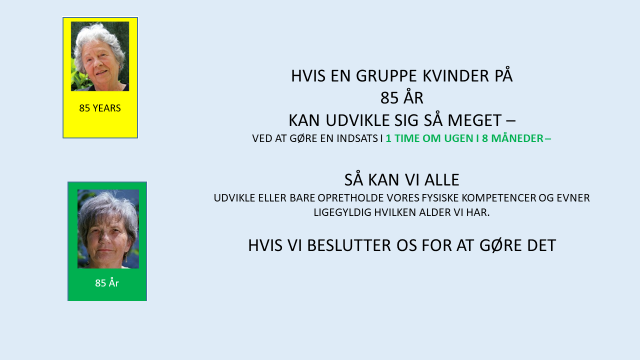 85 YEARS
85 År
HVIS EN GRUPPE KVINDER PÅ
85 ÅR
KAN UDVIKLE SIG SÅ MEGET –
VED AT GØRE EN INDSATS I 1 TIME OM UGEN I 8 MÅNEDER –
SÅ KAN VI ALLE
UDVIKLE ELLER BARE OPRETHOLDE VORES FYSISKE KOMPETENCER OG EVNER
LIGEGYLDIG HVILKEN ALDER VI HAR.
HVIS VI BESLUTTER OS FOR AT GØRE DET